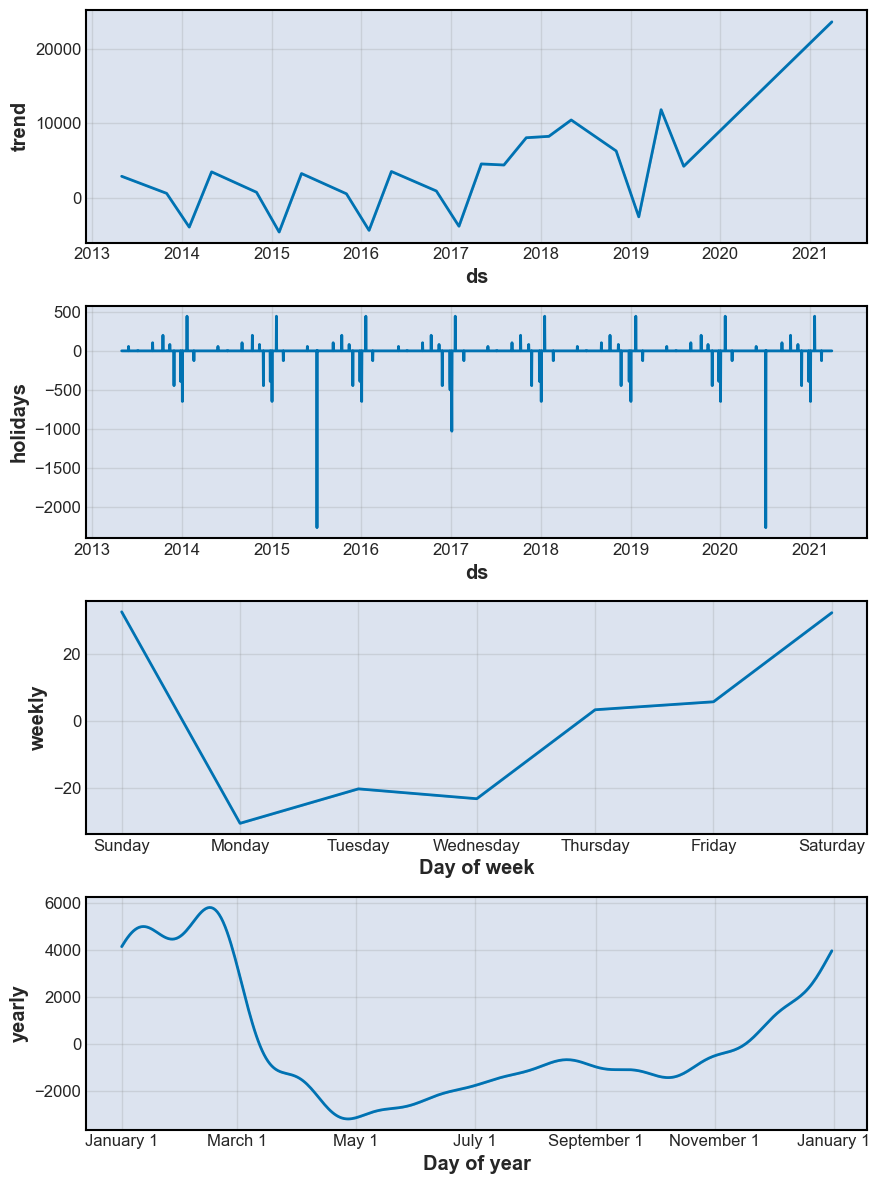 20000
10000
0
trend
2013 2014 2015 2016 2017 2018 2019 2020 2021
ds
500
0
−500
−1000
−1500
−2000
holidays
2013 2014 2015 2016 2017 2018 2019 2020 2021
ds
20
0
−20
weekly
Sunday Monday Tuesday Wednesday Thursday Friday Saturday
Day of week
6000
4000
2000
0
−2000
yearly
January 1 March 1 May 1 July 1 September 1 November 1 January 1
Day of year